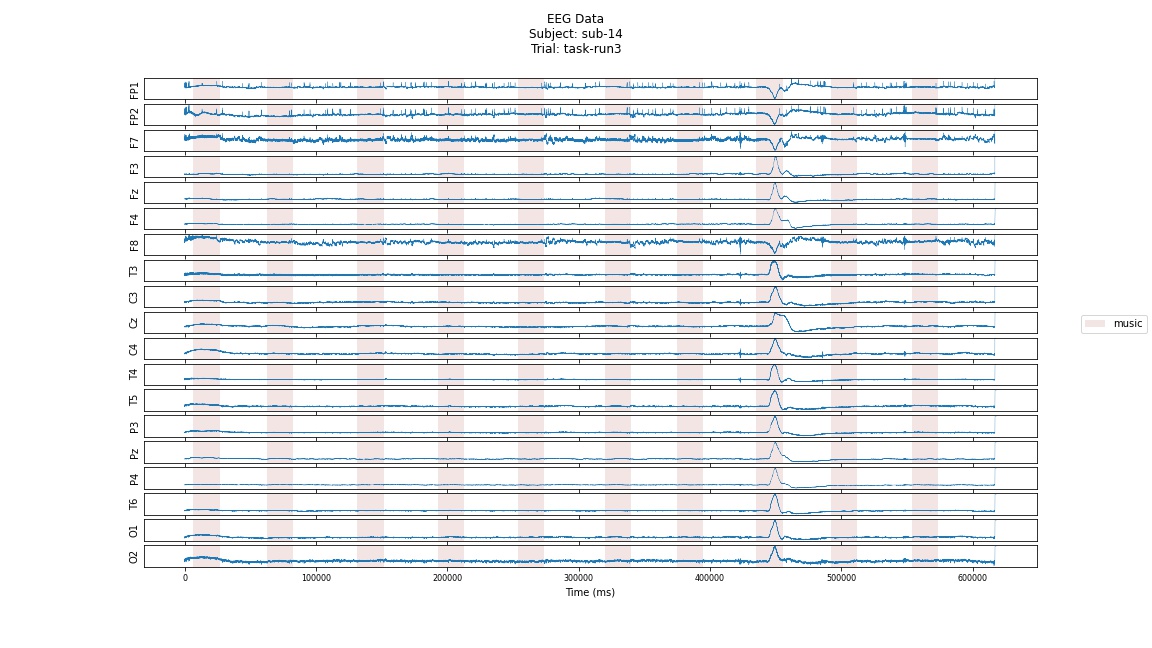 EEG Data
Subject: sub-14
Trial: task-run3
FP1
FP2
F7
F3
Fz
F4
F8
T3
C3
Cz
C4
T4
T5
P3
Pz
P4
T6
O1
O2
music
0 100000 200000 300000 400000 500000 600000
Time (ms)